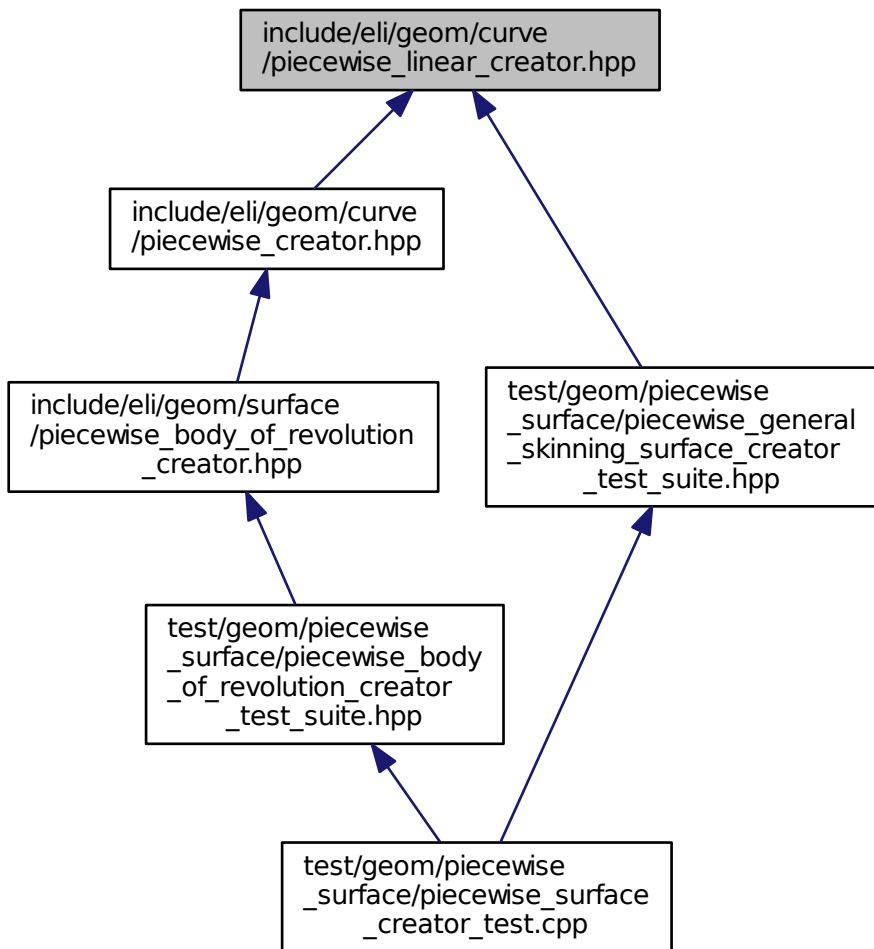 include/eli/geom/curve
/piecewise_linear_creator.hpp
include/eli/geom/curve
/piecewise_creator.hpp
include/eli/geom/surface
/piecewise_body_of_revolution
_creator.hpp
test/geom/piecewise
_surface/piecewise_general
_skinning_surface_creator
_test_suite.hpp
test/geom/piecewise
_surface/piecewise_body
_of_revolution_creator
_test_suite.hpp
test/geom/piecewise
_surface/piecewise_surface
_creator_test.cpp